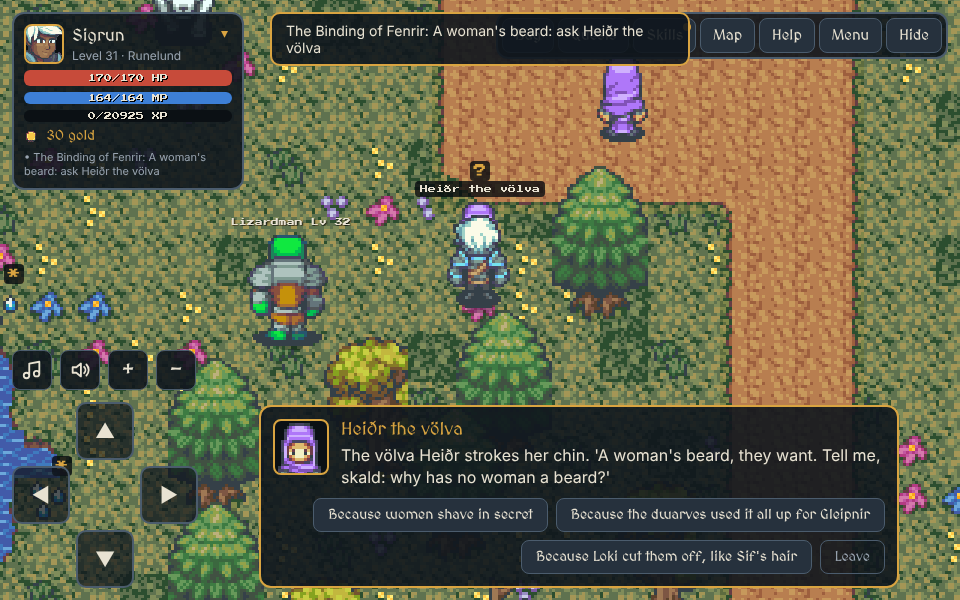 Sigrun
Level 31 · Runelund
170/170 HP
164/164 MP
0/20925 XP
30 gold
• The Binding of Fenrir: A woman's
beard: ask Heiðr the völva
The Binding of Fenrir: A woman's beard: ask Heiðr the
völva
Skills
Map
Help
Menu
Hide
?
Heiðr the völva
Lizardman Lv 32
Heiðr the völva
The völva Heiðr strokes her chin. 'A woman's beard, they want. Tell me,
skald: why has no woman a beard?'
Because women shave in secret
Because the dwarves used it all up for Gleipnir
Because Loki cut them off, like Sif's hair
Leave